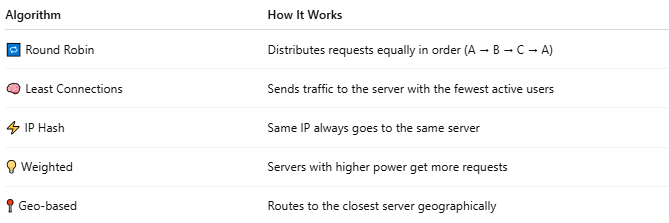 Algorithm How It Works
🔁 Round Robin Distributes requests equally in order (A → B → C → A)
🧠 Least Connections Sends traffic to the server with the fewest active users
⚡ IP Hash Same IP always goes to the same server
💡 Weighted Servers with higher power get more requests
📍 Geo-based Routes to the closest server geographically